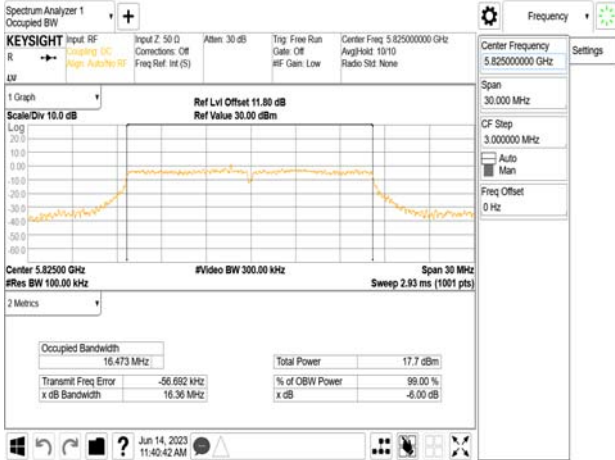 Spectrum Analyzer 1
Occupied BW
+
Frequency
KEYSIGHT
R
LXI
Input: RF
Coupling: DC
Align: Auto/No RF
Input Z: 50 Ω
Corrections: Off
Freq Ref: Int (S)
Atten: 30 dB
Trig: Free Run
Gate: Off
#IF Gain: Low
Center Freq: 5.825000000 GHz
Avg|Hold: 10/10
Radio Std: None
Center Frequency
5.825000000 GHz
Settings
Span
30.000 MHz
CF Step
3.000000 MHz
Auto
Man
Freq Offset
0 Hz
1 Graph
Scale/Div 10.0 dB
Ref Lvl Offset 11.80 dB
Ref Value 30.00 dBm
Log
20.0
10.0
0.00
-10.0
-20.0
-30.0
-40.0
-50.0
-60.0
Center 5.82500 GHz
#Res BW 100.00 kHz
#Video BW 300.00 kHz
Span 30 MHz
Sweep 2.93 ms (1001 pts)
2 Metrics
Occupied Bandwidth
16.473 MHz
Total Power 17.7 dBm
Transmit Freq Error -56.692 kHz
% of OBW Power 99.00 %
x dB Bandwidth 16.36 MHz
x dB -6.00 dB
?
Jun 14, 2023
11:40:42 AM